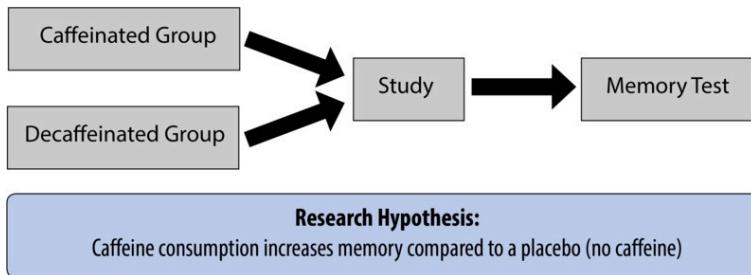 Caffeinated Group
Study
Memory Test
Decaffeinated Group
Research Hypothesis:
Caffeine consumption increases memory compared to a placebo (no caffeine)